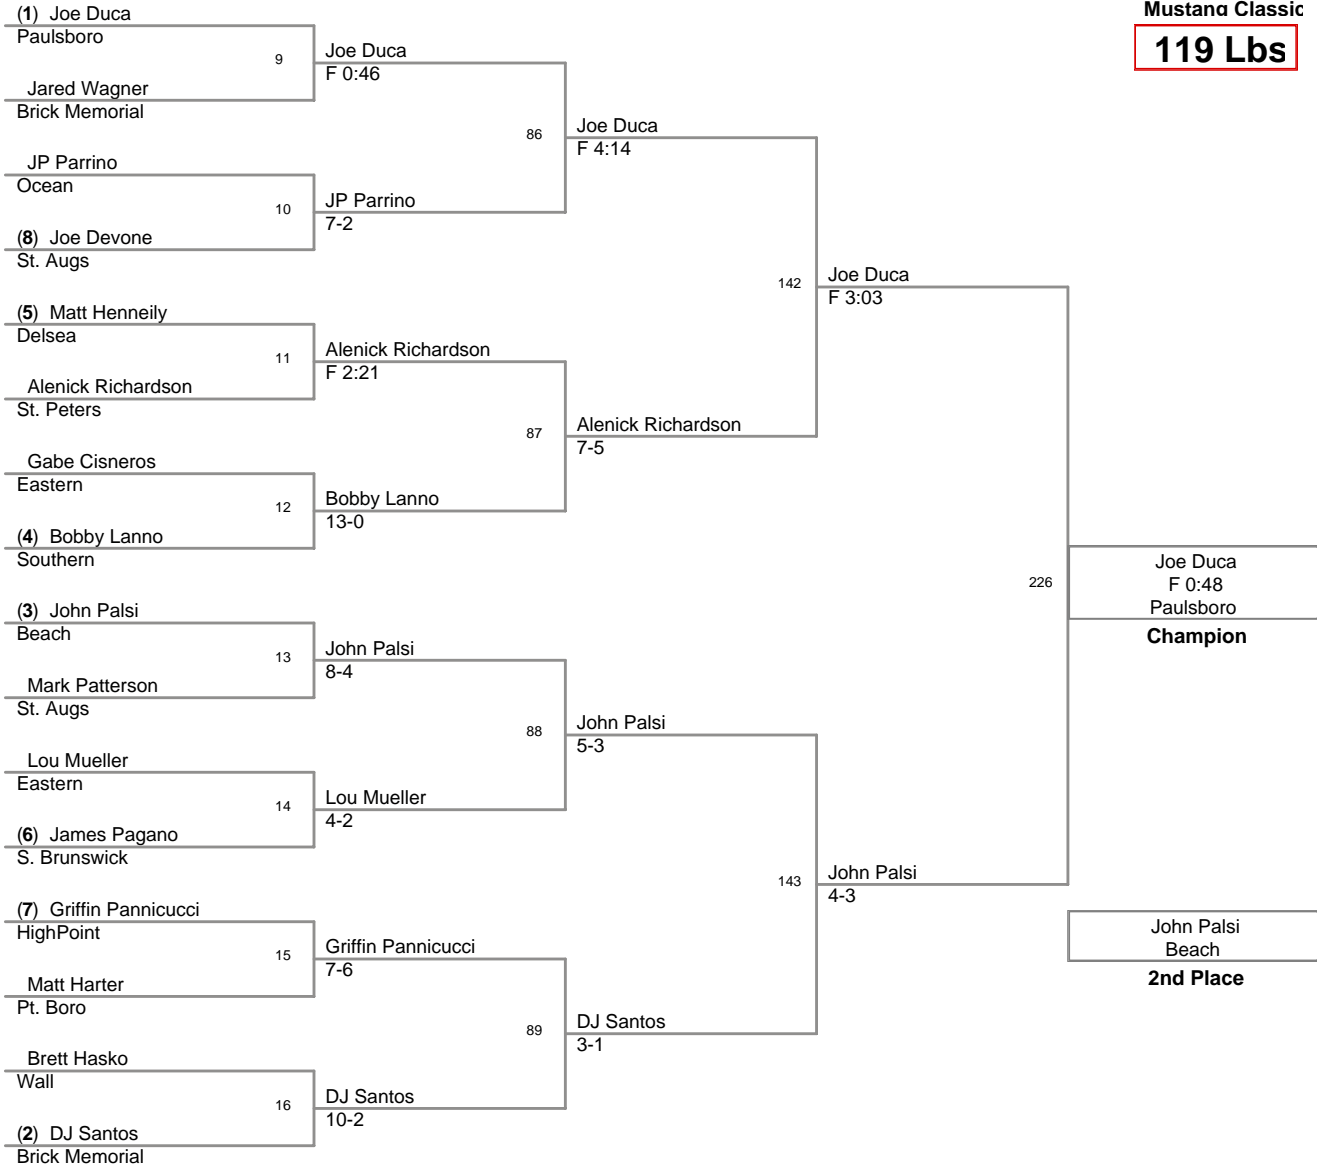 Mustang Classic
119 Lbs
(1) Joe Duca
Paulsboro
9
Jared Wagner
Brick Memorial
JP Parrino
Ocean
10
(8) Joe Devone
St. Augs
(5) Matt Henneily
Delsea
11
Alenick Richardson
St. Peters
Gabe Cisneros
Eastern
12
(4) Bobby Lanno
Southern
(3) John Palsi
Beach
13
Mark Patterson
St. Augs
Lou Mueller
Eastern
14
(6) James Pagano
S. Brunswick
(7) Griffin Pannicucci
HighPoint
15
Matt Harter
Pt. Boro
Brett Hasko
Wall
16
(2) DJ Santos
Brick Memorial
Joe Duca
F 0:46
86
JP Parrino
7-2
Alenick Richardson
F 2:21
87
Bobby Lanno
13-0
John Palsi
8-4
88
Lou Mueller
4-2
Griffin Pannicucci
7-6
89
DJ Santos
10-2
Joe Duca
F 4:14
142
Alenick Richardson
7-5
John Palsi
5-3
143
DJ Santos
3-1
Joe Duca
F 3:03
226
John Palsi
4-3
Joe Duca
F 0:48
Paulsboro
Champion
John Palsi
Beach
2nd Place